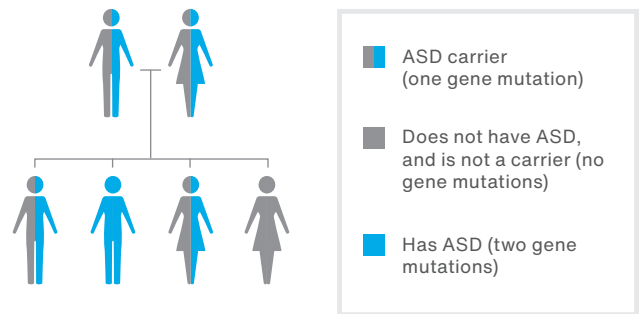 ASD carrier
(one gene mutation)
Does not have ASD,
and is not a carrier (no
gene mutations)
Has ASD (two gene
mutations)